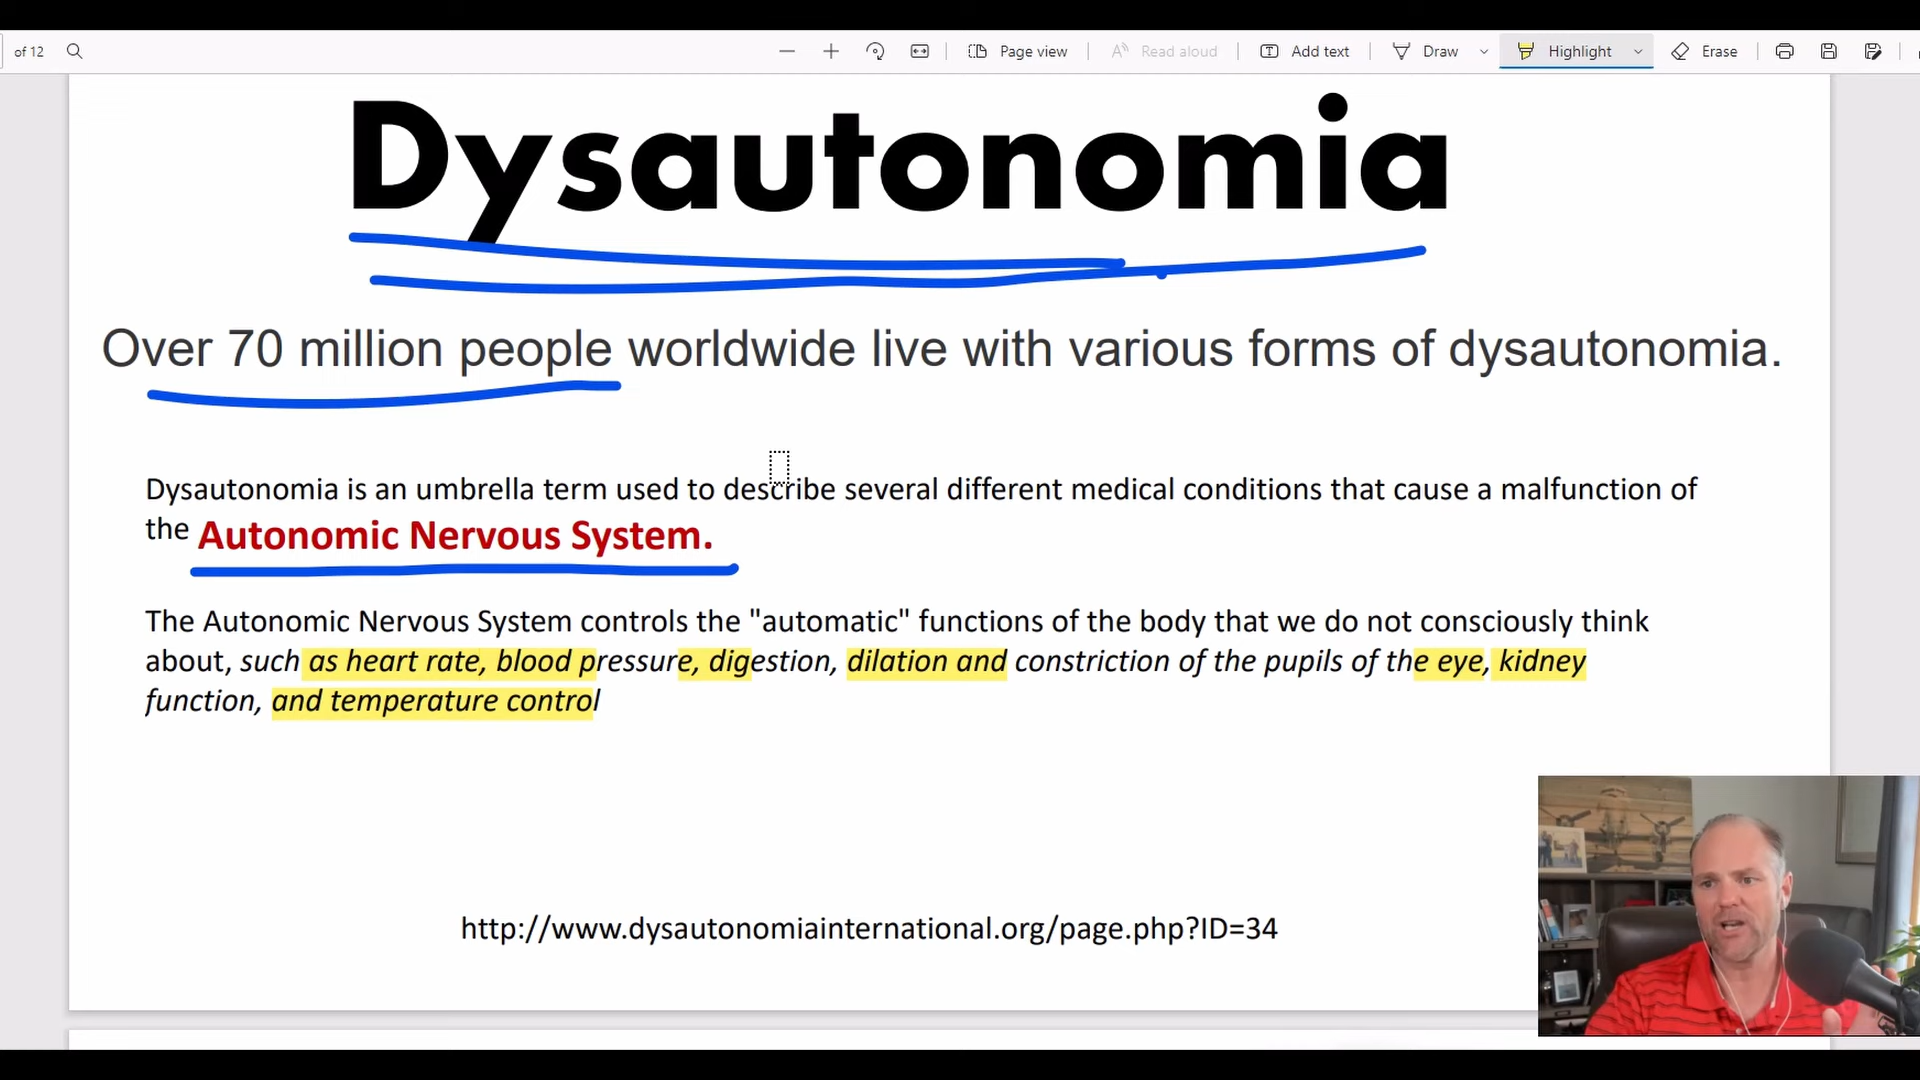 of 12
Page view
Read aloud
Add text
Draw
Highlight
Erase
Dysautonomia
Over 70 million people worldwide live with various forms of dysautonomia.
Dysautonomia is an umbrella term used to describe several different medical conditions that cause a malfunction of
the Autonomic Nervous System.
The Autonomic Nervous System controls the "automatic" functions of the body that we do not consciously think
about, such as heart rate, blood pressure, digestion, dilation and constriction of the pupils of the eye, kidney
function, and temperature control
http://www.dysautonomiainternational.org/page.php?ID=34